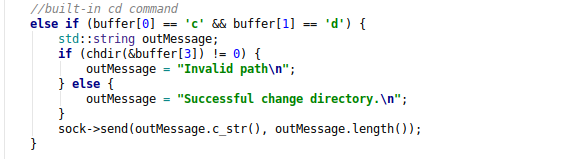 //built-in cd command
else if (buffer[0] == 'c' && buffer[1] == 'd') {
    std::string outMessage;
    if (chdir(&buffer[3]) != 0) {
        outMessage = "Invalid path\n";
    } else {
        outMessage = "Successful change directory.\n";
    }
    sock->send(outMessage.c_str(), outMessage.length());
}